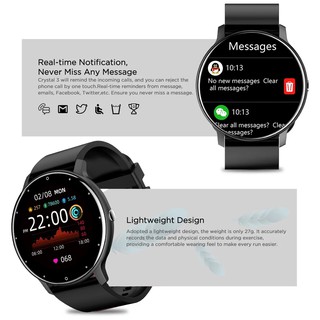 Real-time Notification,
Never Miss Any Message
Crystal 3 will remind the incoming calls, and you can reject the
phone call by one touch.Real-time reminders from messages,
emails, Facebook, Twitter,etc. Ensure you never miss a message.
Messages
10:13
No new messages Clear
all messages?
10:13
all messages? Clear
02/08 MON
22:00
068
Lightweight Design
Adopted a lightweight design, the weight is only 27g. It accurately
records the data and physical conditions during exercise,
providing a comfortable wearing feel to make every run easier.